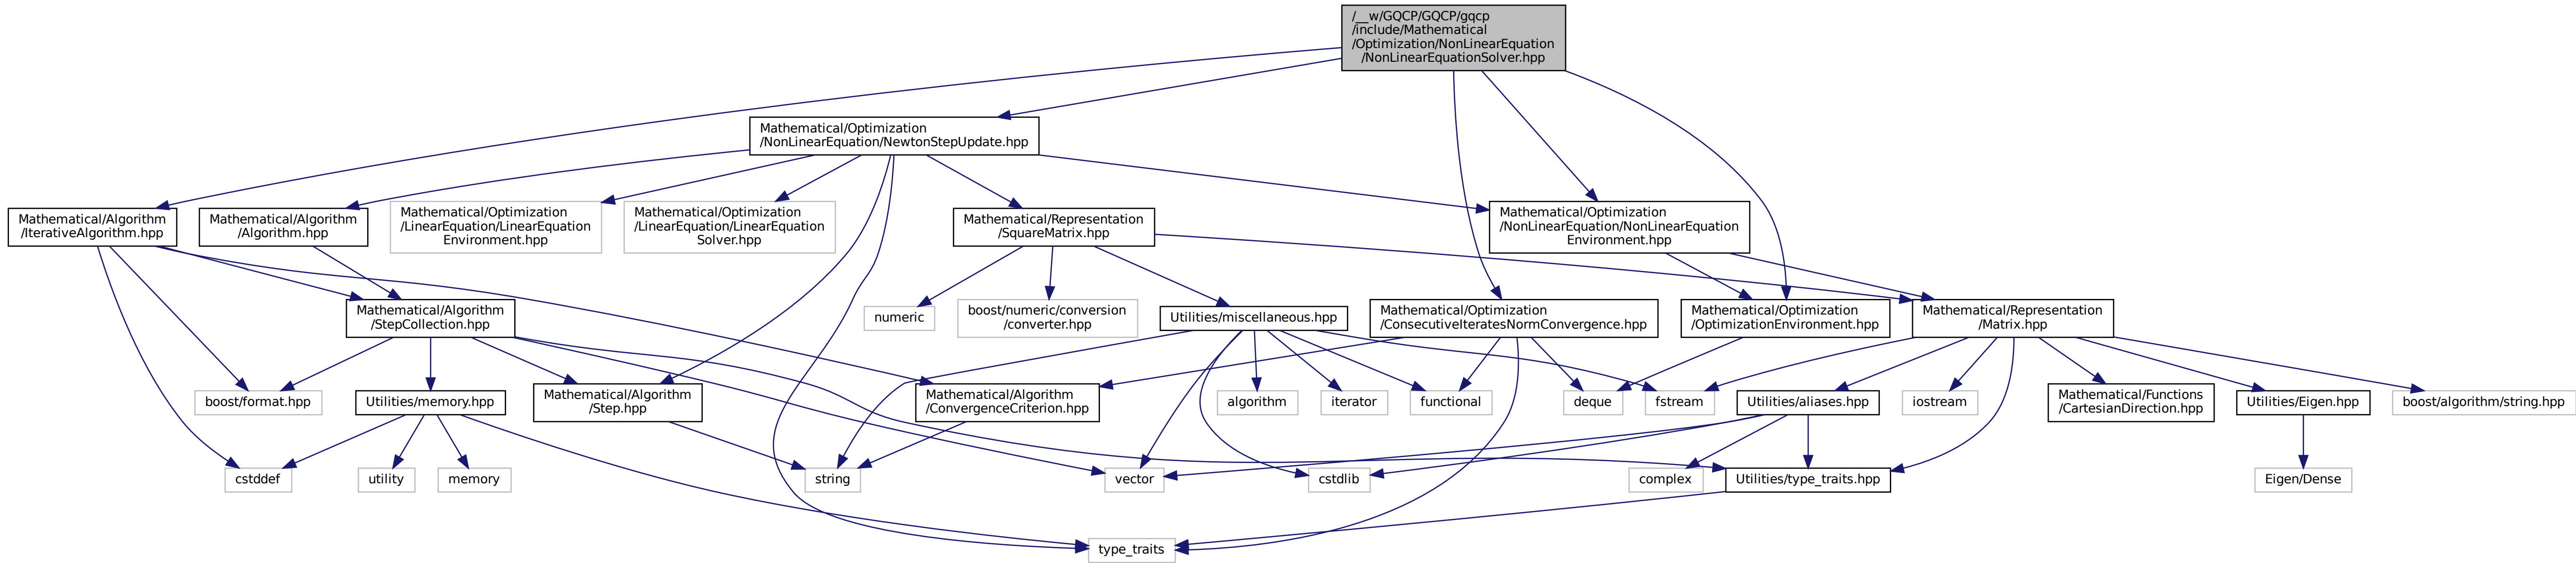 /__w/GQCP/GQCP/gqcp
/include/Mathematical
/Optimization/NonLinearEquation
/NonLinearEquationSolver.hpp
Mathematical/Optimization
/NonLinearEquation/NewtonStepUpdate.hpp
Mathematical/Algorithm
/IterativeAlgorithm.hpp
Mathematical/Algorithm
/Algorithm.hpp
Mathematical/Optimization
/LinearEquation/LinearEquation
Environment.hpp
Mathematical/Optimization
/LinearEquation/LinearEquation
Solver.hpp
Mathematical/Representation
/SquareMatrix.hpp
Mathematical/Optimization
/NonLinearEquation/NonLinearEquation
Environment.hpp
Mathematical/Algorithm
/StepCollection.hpp
numeric
boost/numeric/conversion
/converter.hpp
Utilities/miscellaneous.hpp
Mathematical/Optimization
/ConsecutiveIteratesNormConvergence.hpp
Mathematical/Optimization
/OptimizationEnvironment.hpp
Mathematical/Representation
/Matrix.hpp
boost/format.hpp
Utilities/memory.hpp
Mathematical/Algorithm
/Step.hpp
Mathematical/Algorithm
/ConvergenceCriterion.hpp
algorithm
iterator
functional
deque
fstream
Utilities/aliases.hpp
iostream
Mathematical/Functions
/CartesianDirection.hpp
Utilities/Eigen.hpp
boost/algorithm/string.hpp
cstddef
utility
memory
string
vector
cstdlib
complex
Utilities/type_traits.hpp
Eigen/Dense
type_traits